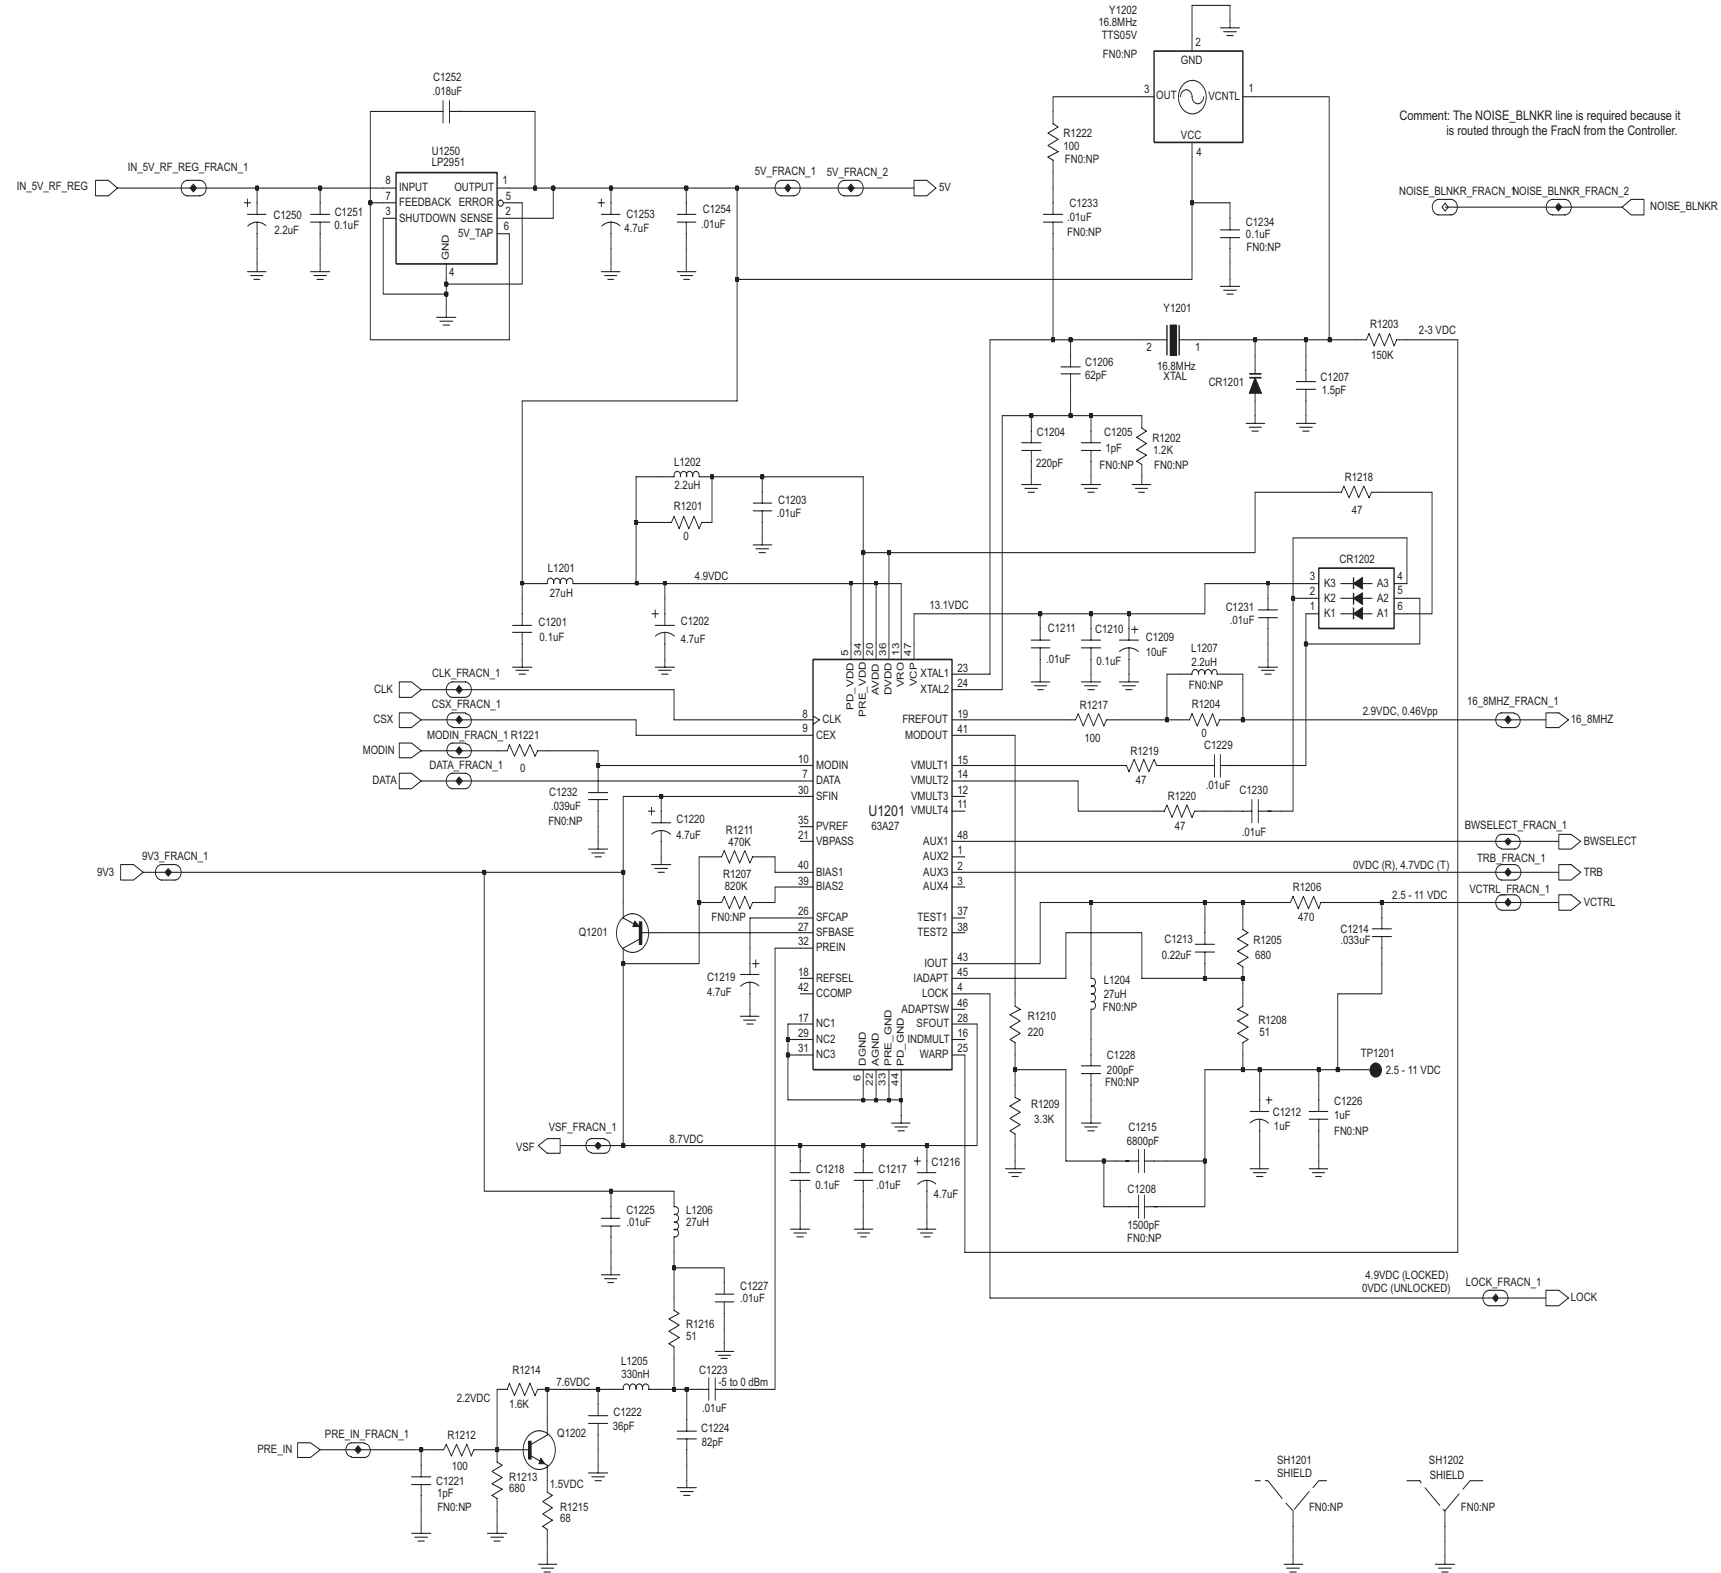 Y1202
16.8MHz
TTS05V
FN0:NP
2
GND
3
OUT
VCNTL
1
VCC
4
Comment: The NOISE_BLNKR line is required because it
is routed through the FracN from the Controller.
NOISE_BLNKR_FRACN_1
NOISE_BLNKR_FRACN_2
NOISE_BLNKR
C1252
.018uF
U1250
LP2951
IN_5V_RF_REG
IN_5V_RF_REG_FRACN_1
8
INPUT
OUTPUT
1
7
FEEDBACK
ERROR
5
3
SHUTDOWN
SENSE
2
5V_TAP
6
GND
4
C1250
2.2uF
C1251
0.1uF
C1253
4.7uF
C1254
.01uF
5V_FRACN_1
5V_FRACN_2
5V
R1222
100
FN0:NP
C1233
.01uF
FN0:NP
C1234
0.1uF
FN0:NP
Y1201
2
1
16.8MHz
XTAL
R1203
150K
2-3 VDC
C1206
62pF
CR1201
C1207
1.5pF
C1204
220pF
C1205
1pF
FN0:NP
R1202
1.2K
FN0:NP
L1202
2.2uH
R1201
0
C1203
.01uF
R1218
47
CR1202
3
K3
A3
4
2
K2
A2
5
1
K1
A1
6
L1201
27uH
4.9VDC
C1201
0.1uF
C1202
4.7uF
13.1VDC
C1211
.01uF
C1210
0.1uF
C1209
10uF
C1231
.01uF
L1207
2.2uH
FN0:NP
5
34
20
36
13
47
PD_VDD
PRE_VDD
AVDD
DVDD
VRO
VCP
XTAL1
23
XTAL2
24
CLK
CLK_FRACN_1
8
CLK
FREFOUT
19
R1217
100
R1204
0
2.9VDC, 0.46Vpp
16_8MHZ_FRACN_1
16_8MHZ
CSX
CSX_FRACN_1
9
CEX
MODOUT
41
MODIN
MODIN_FRACN_1
R1221
0
10
MODIN
VMULT1
15
R1219
47
C1229
.01uF
DATA
DATA_FRACN_1
7
DATA
VMULT2
14
R1220
47
C1230
.01uF
C1232
.039uF
FN0:NP
30
SFIN
VMULT3
12
VMULT4
11
U1201
63A27
C1220
4.7uF
35
PVREF
21
VBPASS
AUX1
48
BWSELECT_FRACN_1
BWSELECT
R1211
470K
AUX2
1
9V3
9V3_FRACN_1
40
BIAS1
AUX3
2
0VDC (R), 4.7VDC (T)
TRB_FRACN_1
TRB
R1207
820K
FN0:NP
39
BIAS2
AUX4
3
R1206
470
2.5 - 11 VDC
VCTRL_FRACN_1
VCTRL
26
SFCAP
TEST1
37
Q1201
27
SFBASE
TEST2
38
32
PREIN
C1213
0.22uF
R1205
680
C1214
.033uF
IOUT
43
C1219
4.7uF
18
REFSEL
IADAPT
45
42
CCOMP
LOCK
4
ADAPTSW
46
L1204
27uH
FN0:NP
17
NC1
SFOUT
28
R1210
220
R1208
51
29
NC2
INDMULT
16
31
NC3
WARP
25
DGND
AGND
PRE_GND
PD_GND
6
22
33
44
C1228
200pF
FN0:NP
TP1201
2.5 - 11 VDC
R1209
3.3K
C1212
1uF
C1226
1uF
FN0:NP
VSF
VSF_FRACN_1
8.7VDC
C1215
6800pF
C1218
0.1uF
C1217
.01uF
C1216
4.7uF
C1208
1500pF
FN0:NP
C1225
.01uF
L1206
27uH
C1227
.01uF
4.9VDC (LOCKED)
0VDC (UNLOCKED)
LOCK_FRACN_1
LOCK
R1216
51
R1214
1.6K
7.6VDC
L1205
330nH
C1223
.01uF
-5 to 0 dBm
2.2VDC
C1222
36pF
C1224
82pF
PRE_IN
PRE_IN_FRACN_1
R1212
100
Q1202
C1221
1pF
FN0:NP
R1213
680
1.5VDC
R1215
68
SH1201
SHIELD
FN0:NP
SH1202
SHIELD
FN0:NP